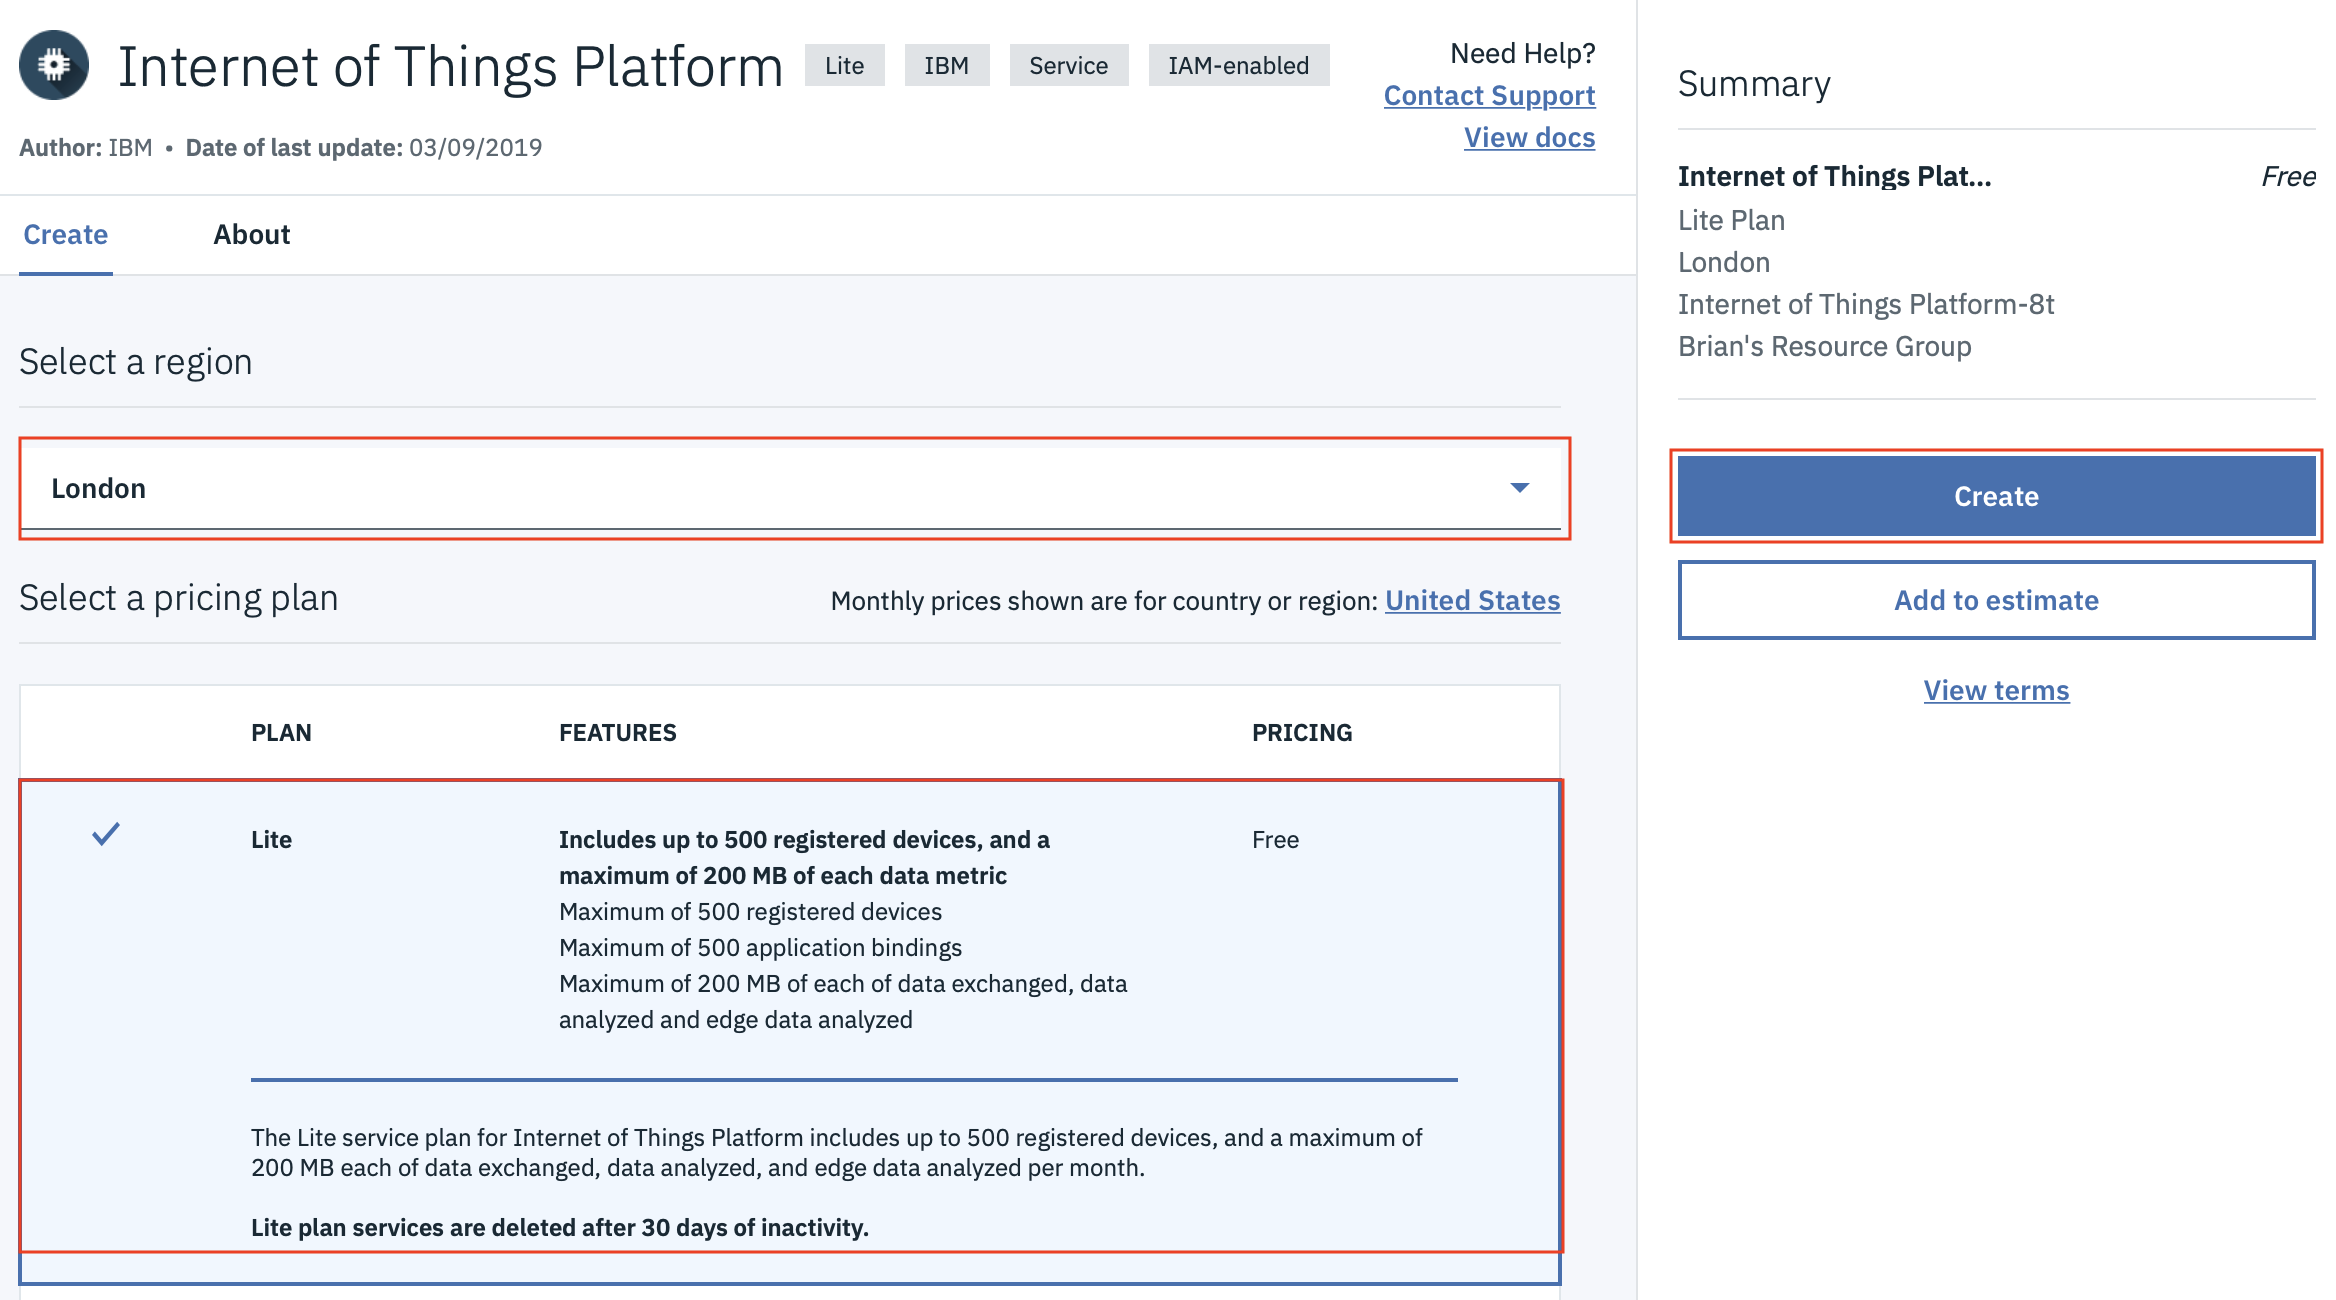 Internet of Things Platform Lite IBM Service IAM-enabled
Need Help?
Contact Support
View docs
Author: IBM • Date of last update: 03/09/2019
Create About
Select a region
London
Select a pricing plan Monthly prices shown are for country or region: United States
PLAN FEATURES PRICING
Lite Includes up to 500 registered devices, and a Free
maximum of 200 MB of each data metric
Maximum of 500 registered devices
Maximum of 500 application bindings
Maximum of 200 MB of each of data exchanged, data
analyzed and edge data analyzed
The Lite service plan for Internet of Things Platform includes up to 500 registered devices, and a maximum of
200 MB each of data exchanged, data analyzed, and edge data analyzed per month.
Lite plan services are deleted after 30 days of inactivity.
Summary
Internet of Things Plat... Free
Lite Plan
London
Internet of Things Platform-8t
Brian's Resource Group
Create
Add to estimate
View terms